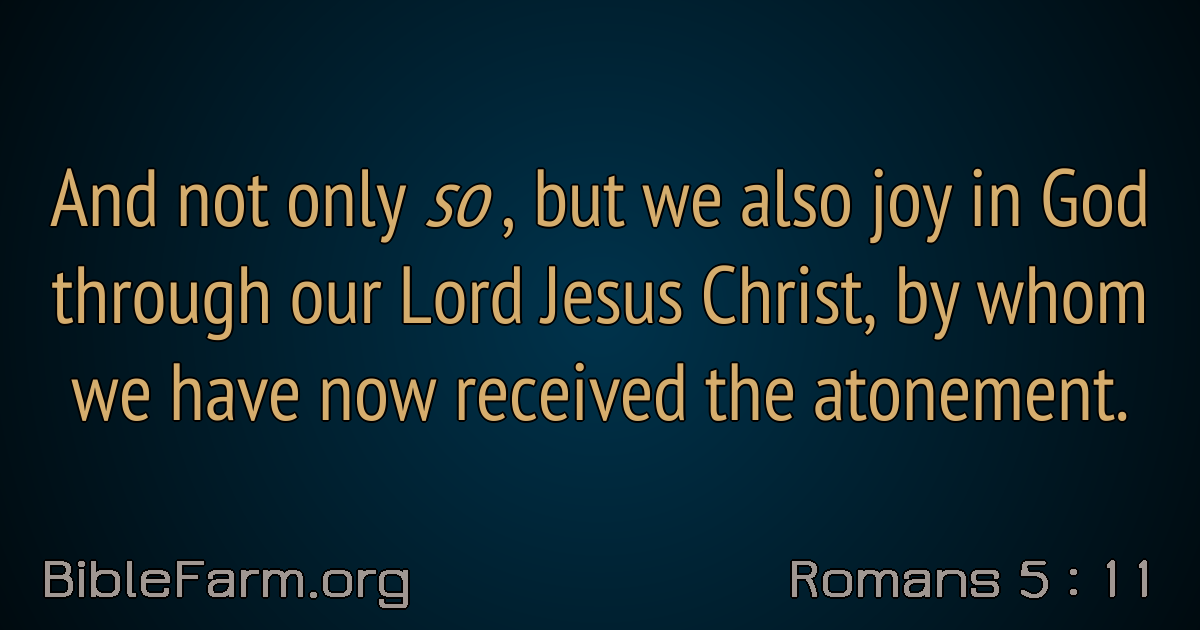 And not only so , but we also joy in God
through our Lord Jesus Christ, by whom
we have now received the atonement.
BibleFarm.org
Romans 5 : 11